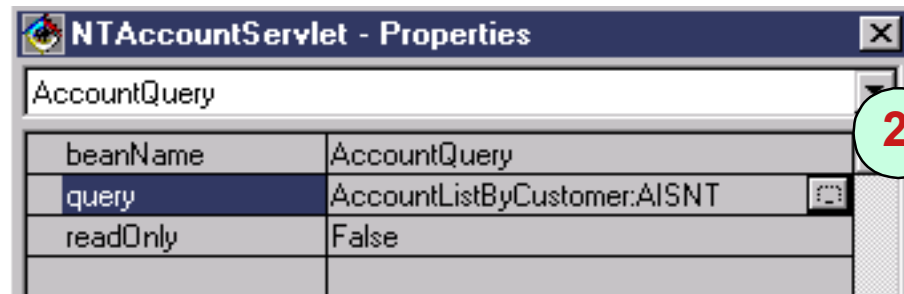 NTAccountServlet - Properties
AccountQuery
2
beanName AccountQuery
query AccountListByCustomer:AISNT
readOnly False